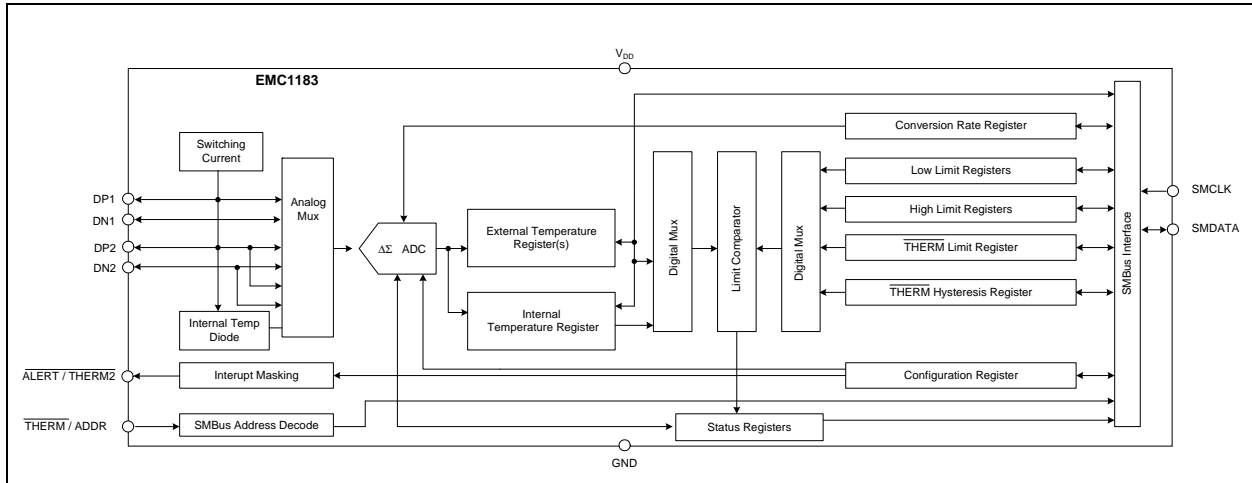 V_DD
EMC1183
Switching
Current
Conversion Rate Register
Low Limit Registers
DP1
Analog
Mux
SMCLK
DN1
External Temperature
Register(s)
High Limit Registers
DP2
ΔΣ ADC
Digital Mux
Limit Comparator
Digital Mux
THERM Limit Register
SMBus Interface
SMDATA
DN2
THERM Hysteresis Register
Internal Temp
Diode
Internal
Temperature Register
ALERT / THERM2
Interupt Masking
Configuration Register
THERM / ADDR
SMBus Address Decode
Status Registers
GND